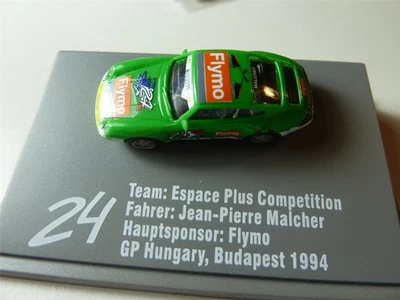 Flymo
Flymo
24
24
Team: Espace Plus Competition
Fahrer: Jean-Pierre Malcher
Hauptsponsor: Flymo
GP Hungary, Budapest 1994